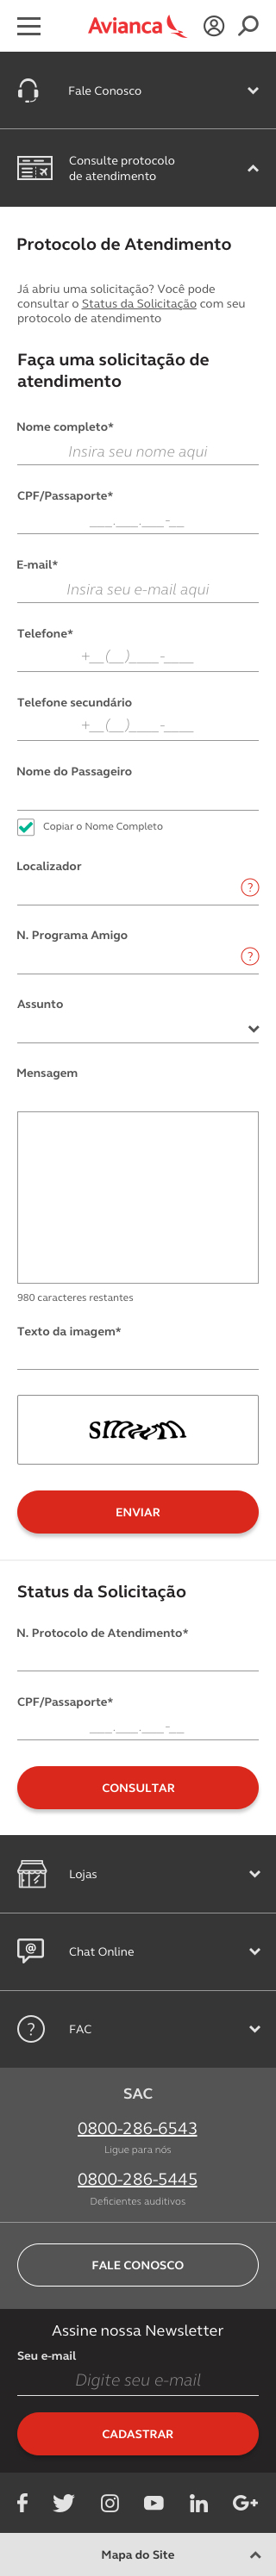 Avianca
Fale Conosco
Consulte protocolo
de atendimento
Protocolo de Atendimento
Já abriu uma solicitação? Você pode
consultar o Status da Solicitação com seu
protocolo de atendimento
Faça uma solicitação de
atendimento
Nome completo*
Insira seu nome aqui
CPF/Passaporte*
___.___.___-__
E-mail*
Insira seu e-mail aqui
Telefone*
+__(__)____-____
Telefone secundário
+__(__)____-____
Nome do Passageiro
Copiar o Nome Completo
Localizador
?
N. Programa Amigo
?
Assunto
Mensagem
980 caracteres restantes
Texto da imagem*
ENVIAR
Status da Solicitação
N. Protocolo de Atendimento*
CPF/Passaporte*
___.___.___-__
CONSULTAR
Lojas
@
Chat Online
?
FAC
SAC
0800-286-6543
Ligue para nós
0800-286-5445
Deficientes auditivos
FALE CONOSCO
Assine nossa Newsletter
Seu e-mail
Digite seu e-mail
CADASTRAR
Mapa do Site